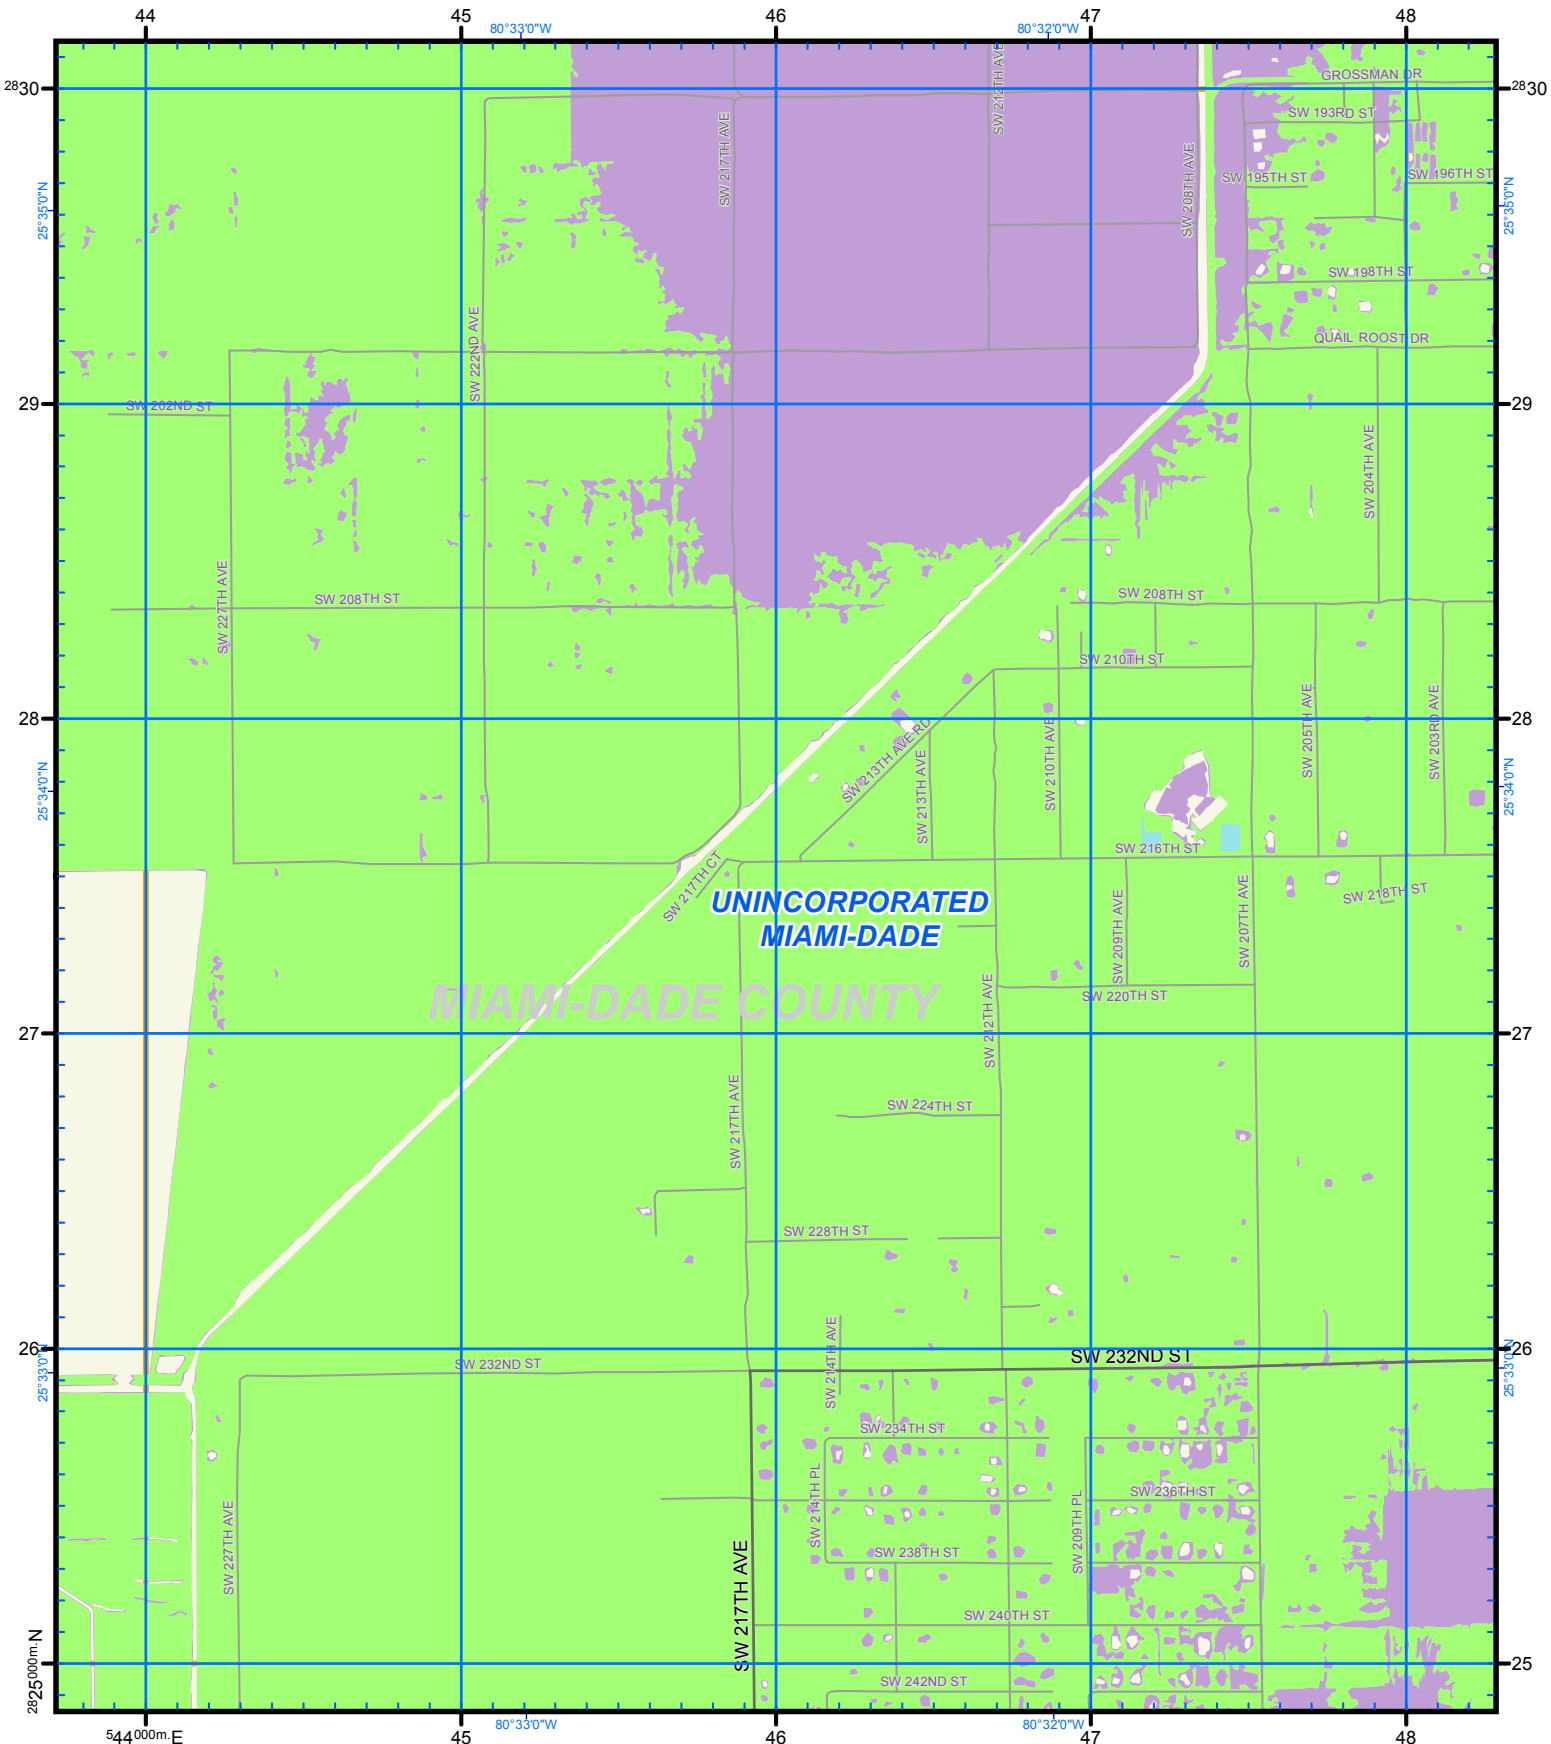 44
45
46
47
48
80°33'0"W
80°32'0"W
2830
2830
GROSSMAN DR
SW 212TH AVE
SW 193RD ST
SW 217TH AVE
SW 208TH AVE
SW 195TH ST
SW 196TH ST
25°35'0"N
25°35'0"N
SW 198TH ST
SW 222ND AVE
QUAIL ROOST DR
29
29
SW 202ND ST
SW 204TH AVE
SW 227TH AVE
SW 208TH ST
SW 208TH ST
SW 210TH ST
28
28
SW 213TH AVE RD
SW 213TH AVE
SW 210TH AVE
SW 205TH AVE
SW 203RD AVE
25°34'0"N
25°34'0"N
SW 216TH ST
SW 217TH CT
SW 218TH ST
UNINCORPORATED
MIAMI-DADE
SW 209TH AVE
SW 207TH AVE
MIAMI-DADE COUNTY
SW 212TH AVE
SW 220TH ST
27
27
SW 217TH AVE
SW 224TH ST
SW 228TH ST
26
26
25°33'0"N
25°33'0"N
SW 232ND ST
SW 214TH AVE
SW 232ND ST
SW 234TH ST
SW 214TH PL
SW 236TH ST
SW 209TH PL
SW 227TH AVE
SW 217TH AVE
SW 238TH ST
SW 240TH ST
SW 242ND ST
2825000m.N
25
544000m.E
45
46
47
48
80°33'0"W
80°32'0"W